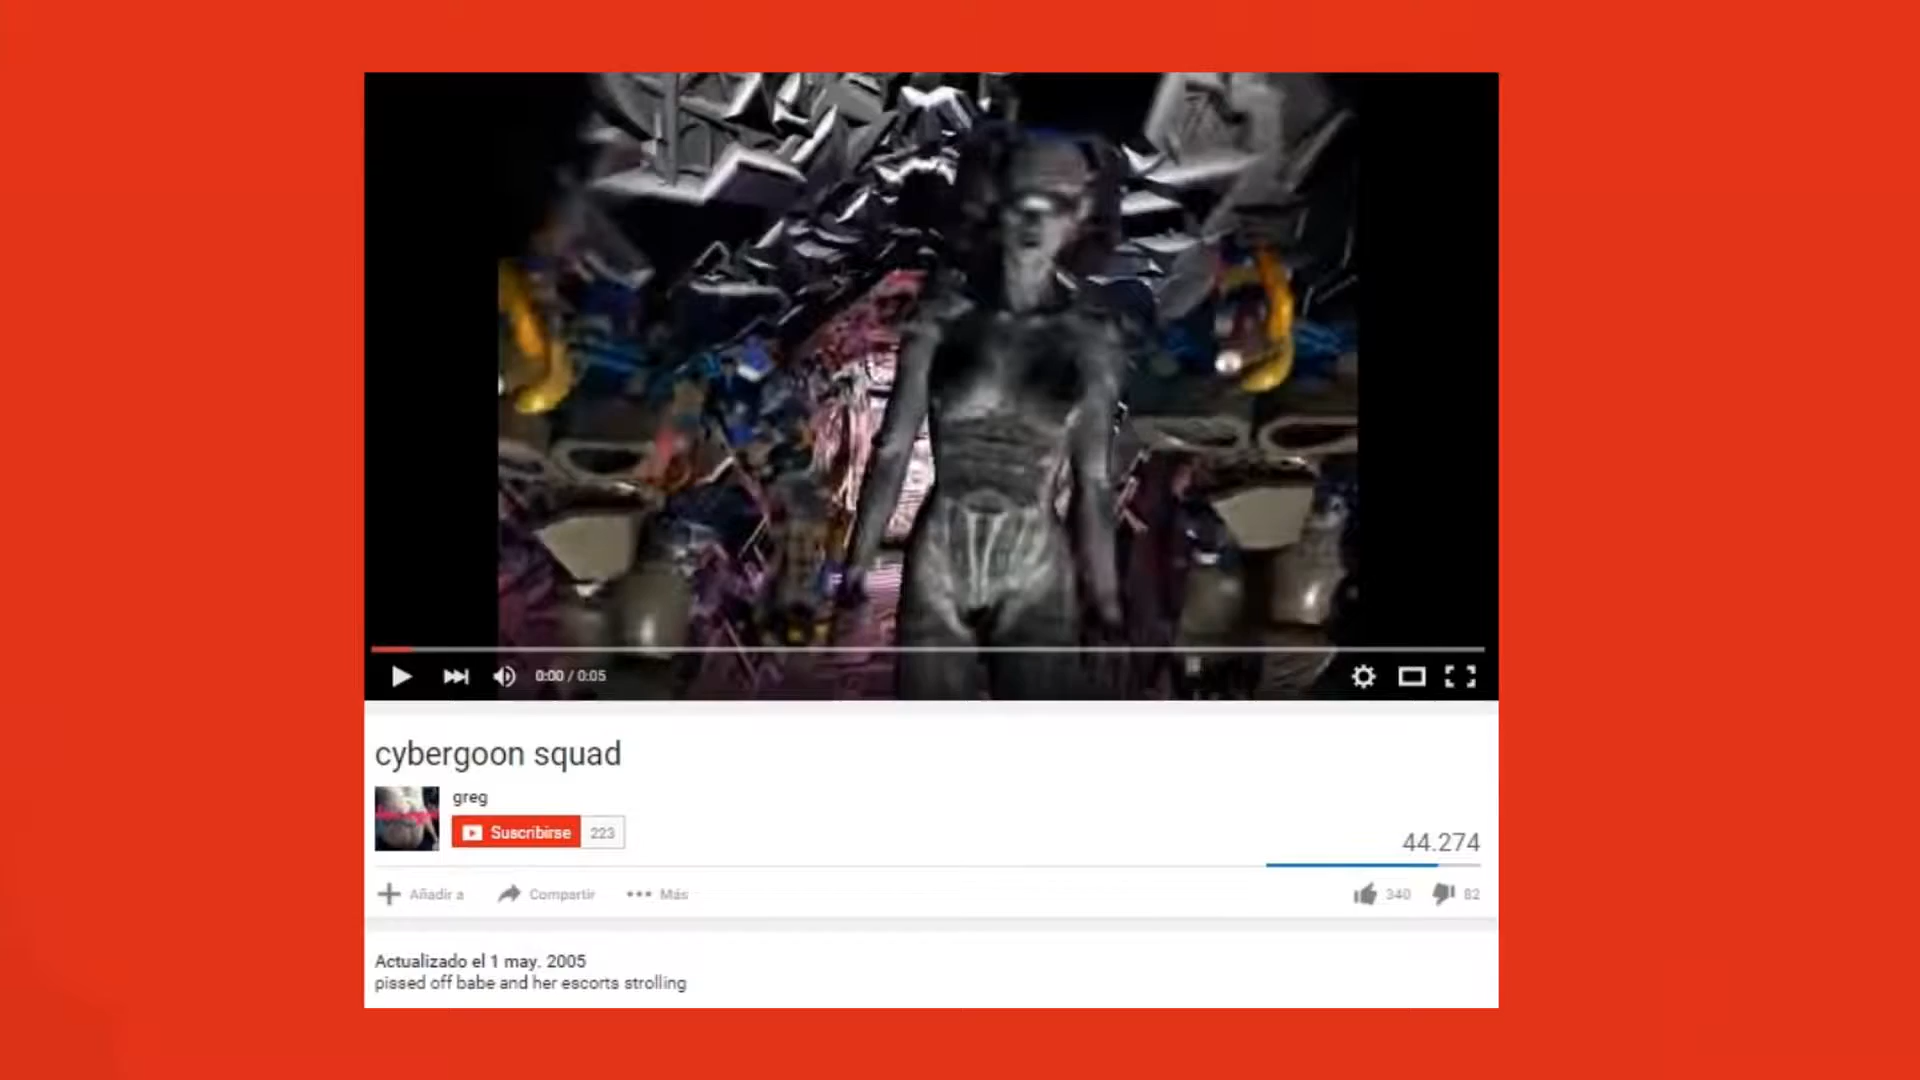 0:00 / 0:05
cybergoon squad
greg
Suscribirse 223
44.274
Añadir a Compartir Más 340 82
Actualizado el 1 may. 2005
pissed off babe and her escorts strolling